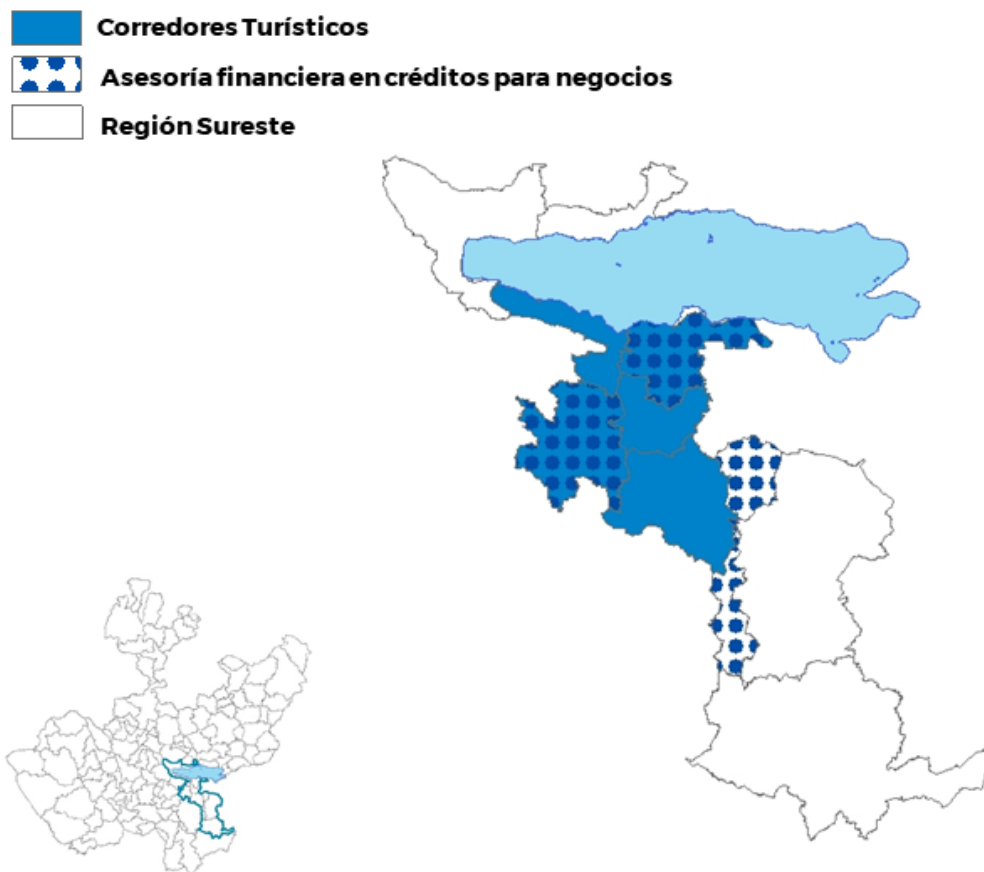 Corredores Turísticos
Asesoría financiera en créditos para negocios
Región Sureste